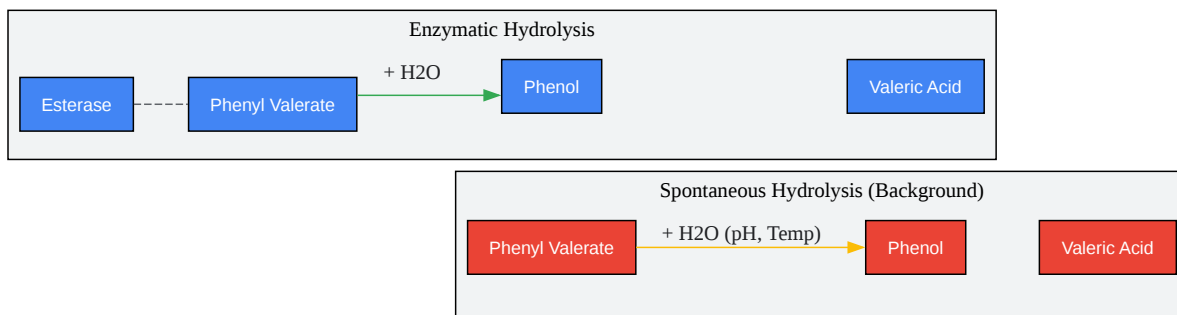 Enzymatic Hydrolysis
Esterase
Phenyl Valerate
+ H2O
Phenol
Valeric Acid
Spontaneous Hydrolysis (Background)
Phenyl Valerate
+ H2O (pH, Temp)
Phenol
Valeric Acid